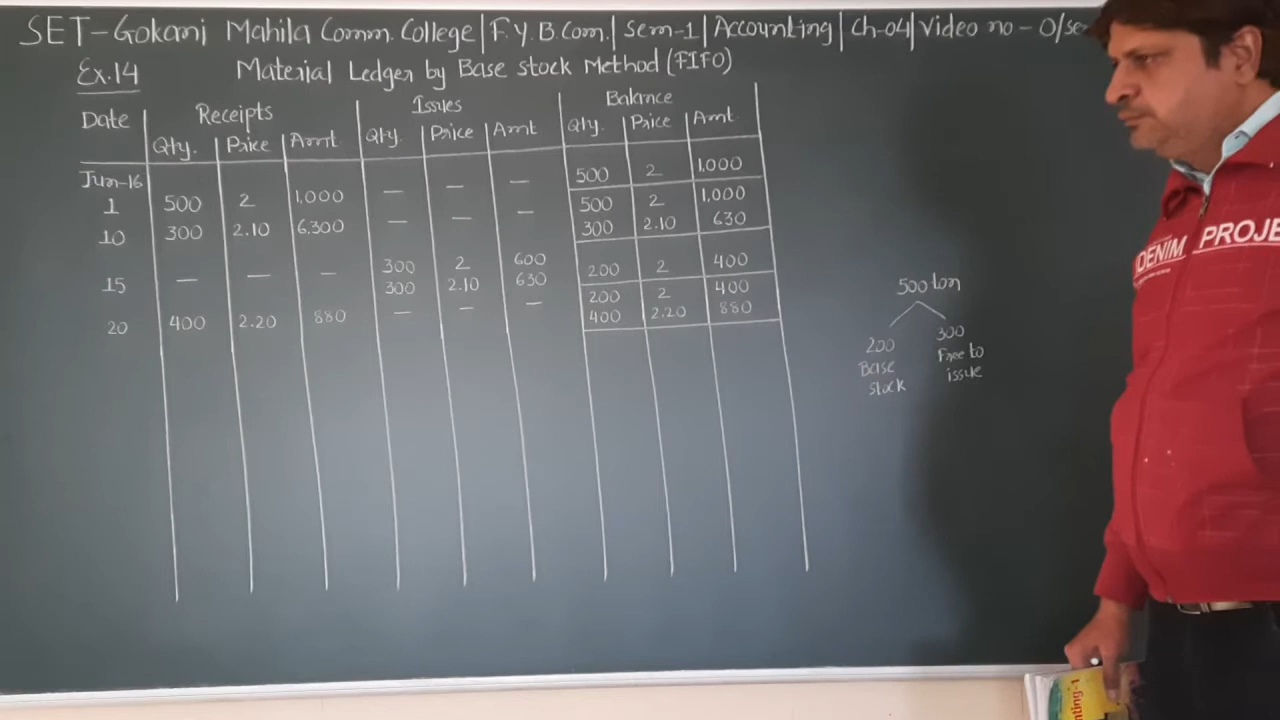 SET-Gokani Mahila Comm. College | F.Y. B.Com. | Sem-1 | Accounting | Ch-04 | Video no - 0/se
Ex.14 Material Ledger by Base stock Method (FIFO)
Date Receipts Issues Balance
Qty. Price Amt Qty. Price Amt Qty. Price Amt
Jun-16 500 2 1,000
1 500 2 1,000 — — — 500 2 1,000
10 300 2.10 6,300 — — — 300 2.10 630
300 2 600 200 2 400
15 — — — 300 2.10 630
200 2 400
20 400 2.20 880 — — — 400 2.20 880
500 ton
200 Base stock
300 Free to issue
DENIM PROJE
nting-1